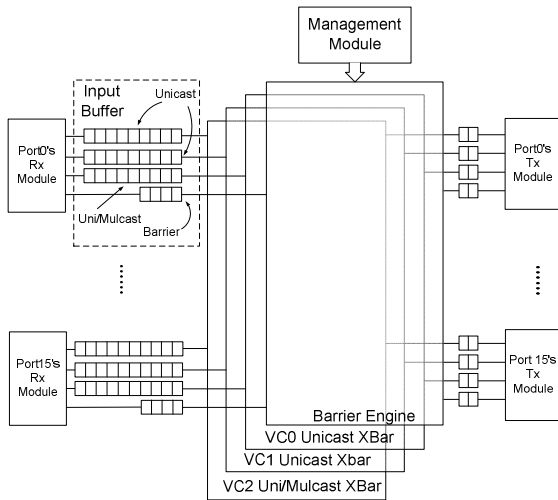 Management
Module
Input
Buffer
Unicast
Port0's
Rx
Module
Uni/Mulcast
Barrier
Port0's
Tx
Module
Port15's
Rx
Module
Port 15's
Tx
Module
Barrier Engine
VC0 Unicast XBar
VC1 Unicast Xbar
VC2 Uni/Mulcast XBar